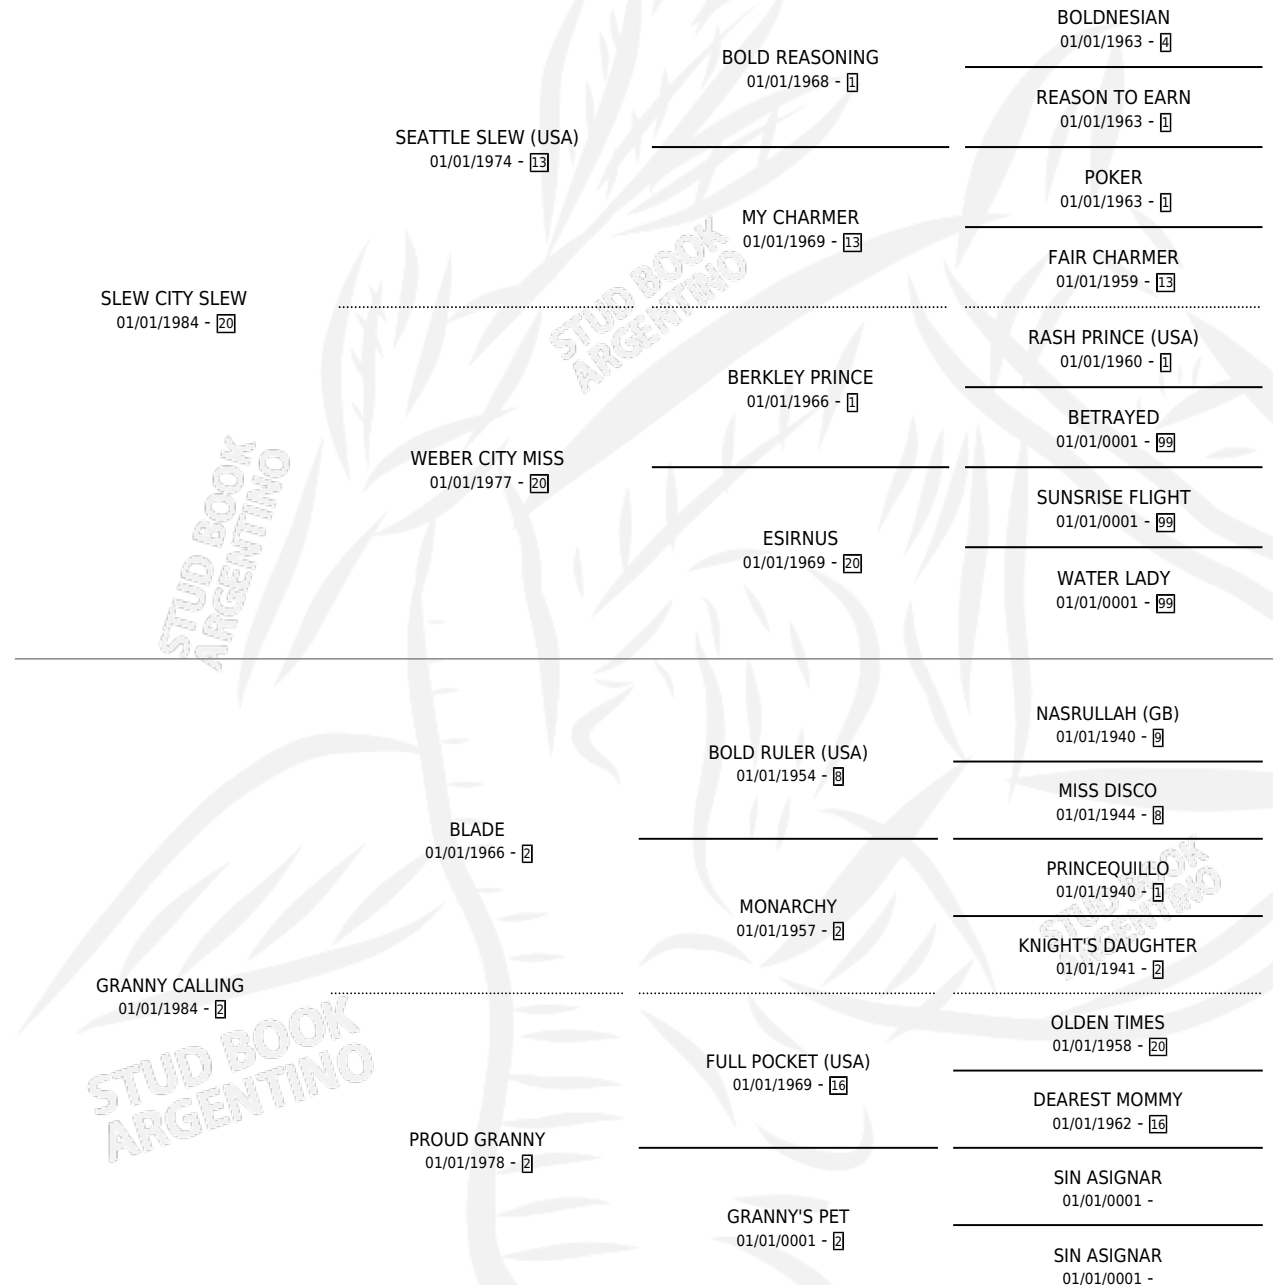 BOLDNESIAN
01/01/1963 - 4
BOLD REASONING
01/01/1968 - 1
REASON TO EARN
01/01/1963 - 1
SEATTLE SLEW (USA)
01/01/1974 - 13
POKER
01/01/1963 - 1
MY CHARMER
01/01/1969 - 13
FAIR CHARMER
01/01/1959 - 13
SLEW CITY SLEW
01/01/1984 - 20
RASH PRINCE (USA)
01/01/1960 - 1
BERKLEY PRINCE
01/01/1966 - 1
BETRAYED
01/01/0001 - 99
WEBER CITY MISS
01/01/1977 - 20
SUNSRISE FLIGHT
01/01/0001 - 99
ESIRNUS
01/01/1969 - 20
WATER LADY
01/01/0001 - 99
NASRULLAH (GB)
01/01/1940 - 9
BOLD RULER (USA)
01/01/1954 - 8
MISS DISCO
01/01/1944 - 8
BLADE
01/01/1966 - 2
PRINCEQUILLO
01/01/1940 - 1
MONARCHY
01/01/1957 - 2
KNIGHT'S DAUGHTER
01/01/1941 - 2
GRANNY CALLING
01/01/1984 - 2
OLDEN TIMES
01/01/1958 - 20
FULL POCKET (USA)
01/01/1969 - 16
DEAREST MOMMY
01/01/1962 - 16
PROUD GRANNY
01/01/1978 - 2
SIN ASIGNAR
01/01/0001 -
GRANNY'S PET
01/01/0001 - 2
SIN ASIGNAR
01/01/0001 -
STUD BOOK
ARGENTINO
STUD BOOK
ARGENTINO
STUD BOOK
ARGENTINO
STUD BOOK
ARGENTINO